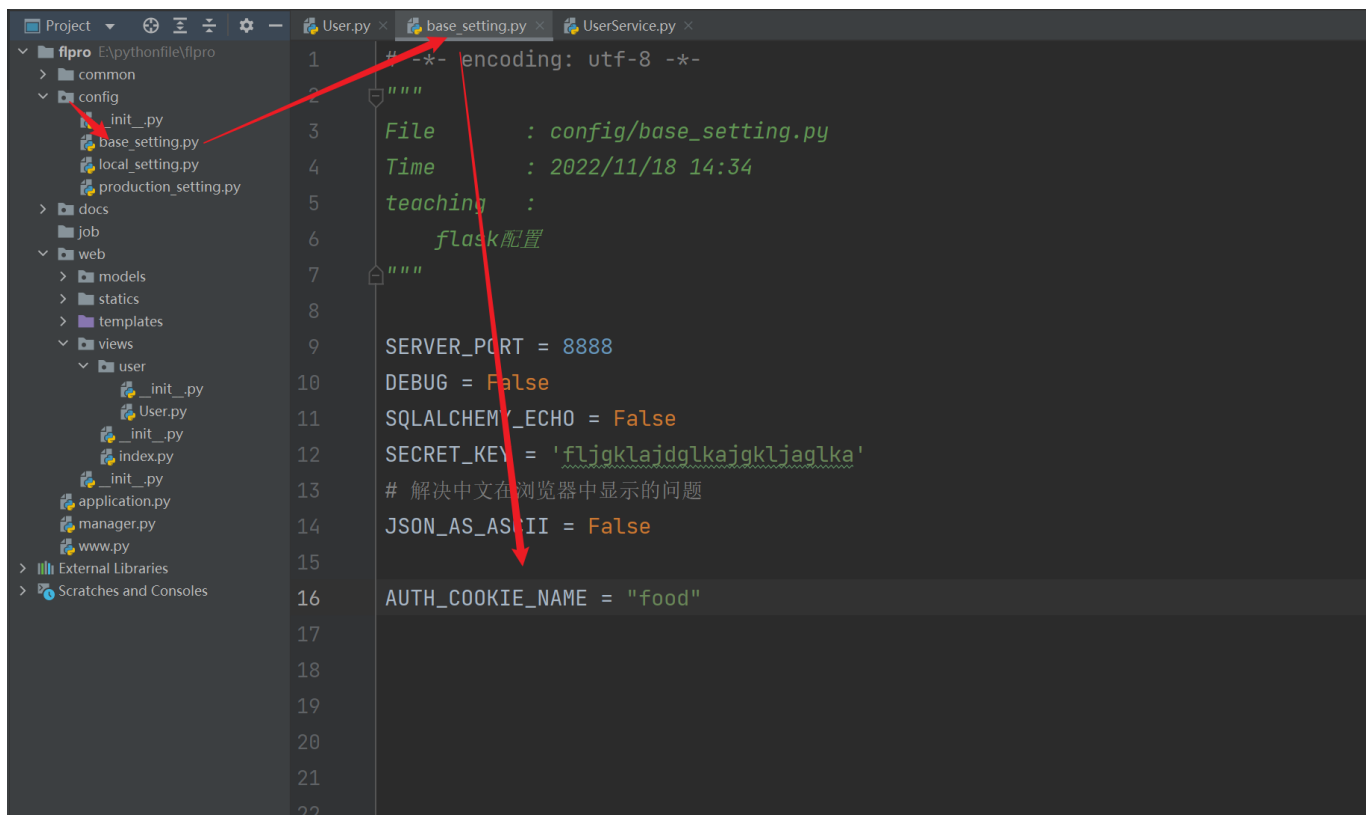 Project
User.py
base_setting.py
UserService.py
flpro E:\pythonfile\flpro
common
config
__init__.py
base_setting.py
local_setting.py
production_setting.py
docs
job
web
models
statics
templates
views
user
__init__.py
User.py
__init__.py
index.py
__init__.py
application.py
manager.py
www.py
External Libraries
Scratches and Consoles
1 # -*- encoding: utf-8 -*-
2 """
3 File : config/base_setting.py
4 Time : 2022/11/18 14:34
5 teaching :
6 flask配置
7 """
8
9 SERVER_PORT = 8888
10 DEBUG = False
11 SQLALCHEMY_ECHO = False
12 SECRET_KEY = 'fljgklajdglkajgkljaglka'
13 # 解决中文在浏览器中显示的问题
14 JSON_AS_ASCII = False
15
16 AUTH_COOKIE_NAME = "food"
17
18
19
20
21
22